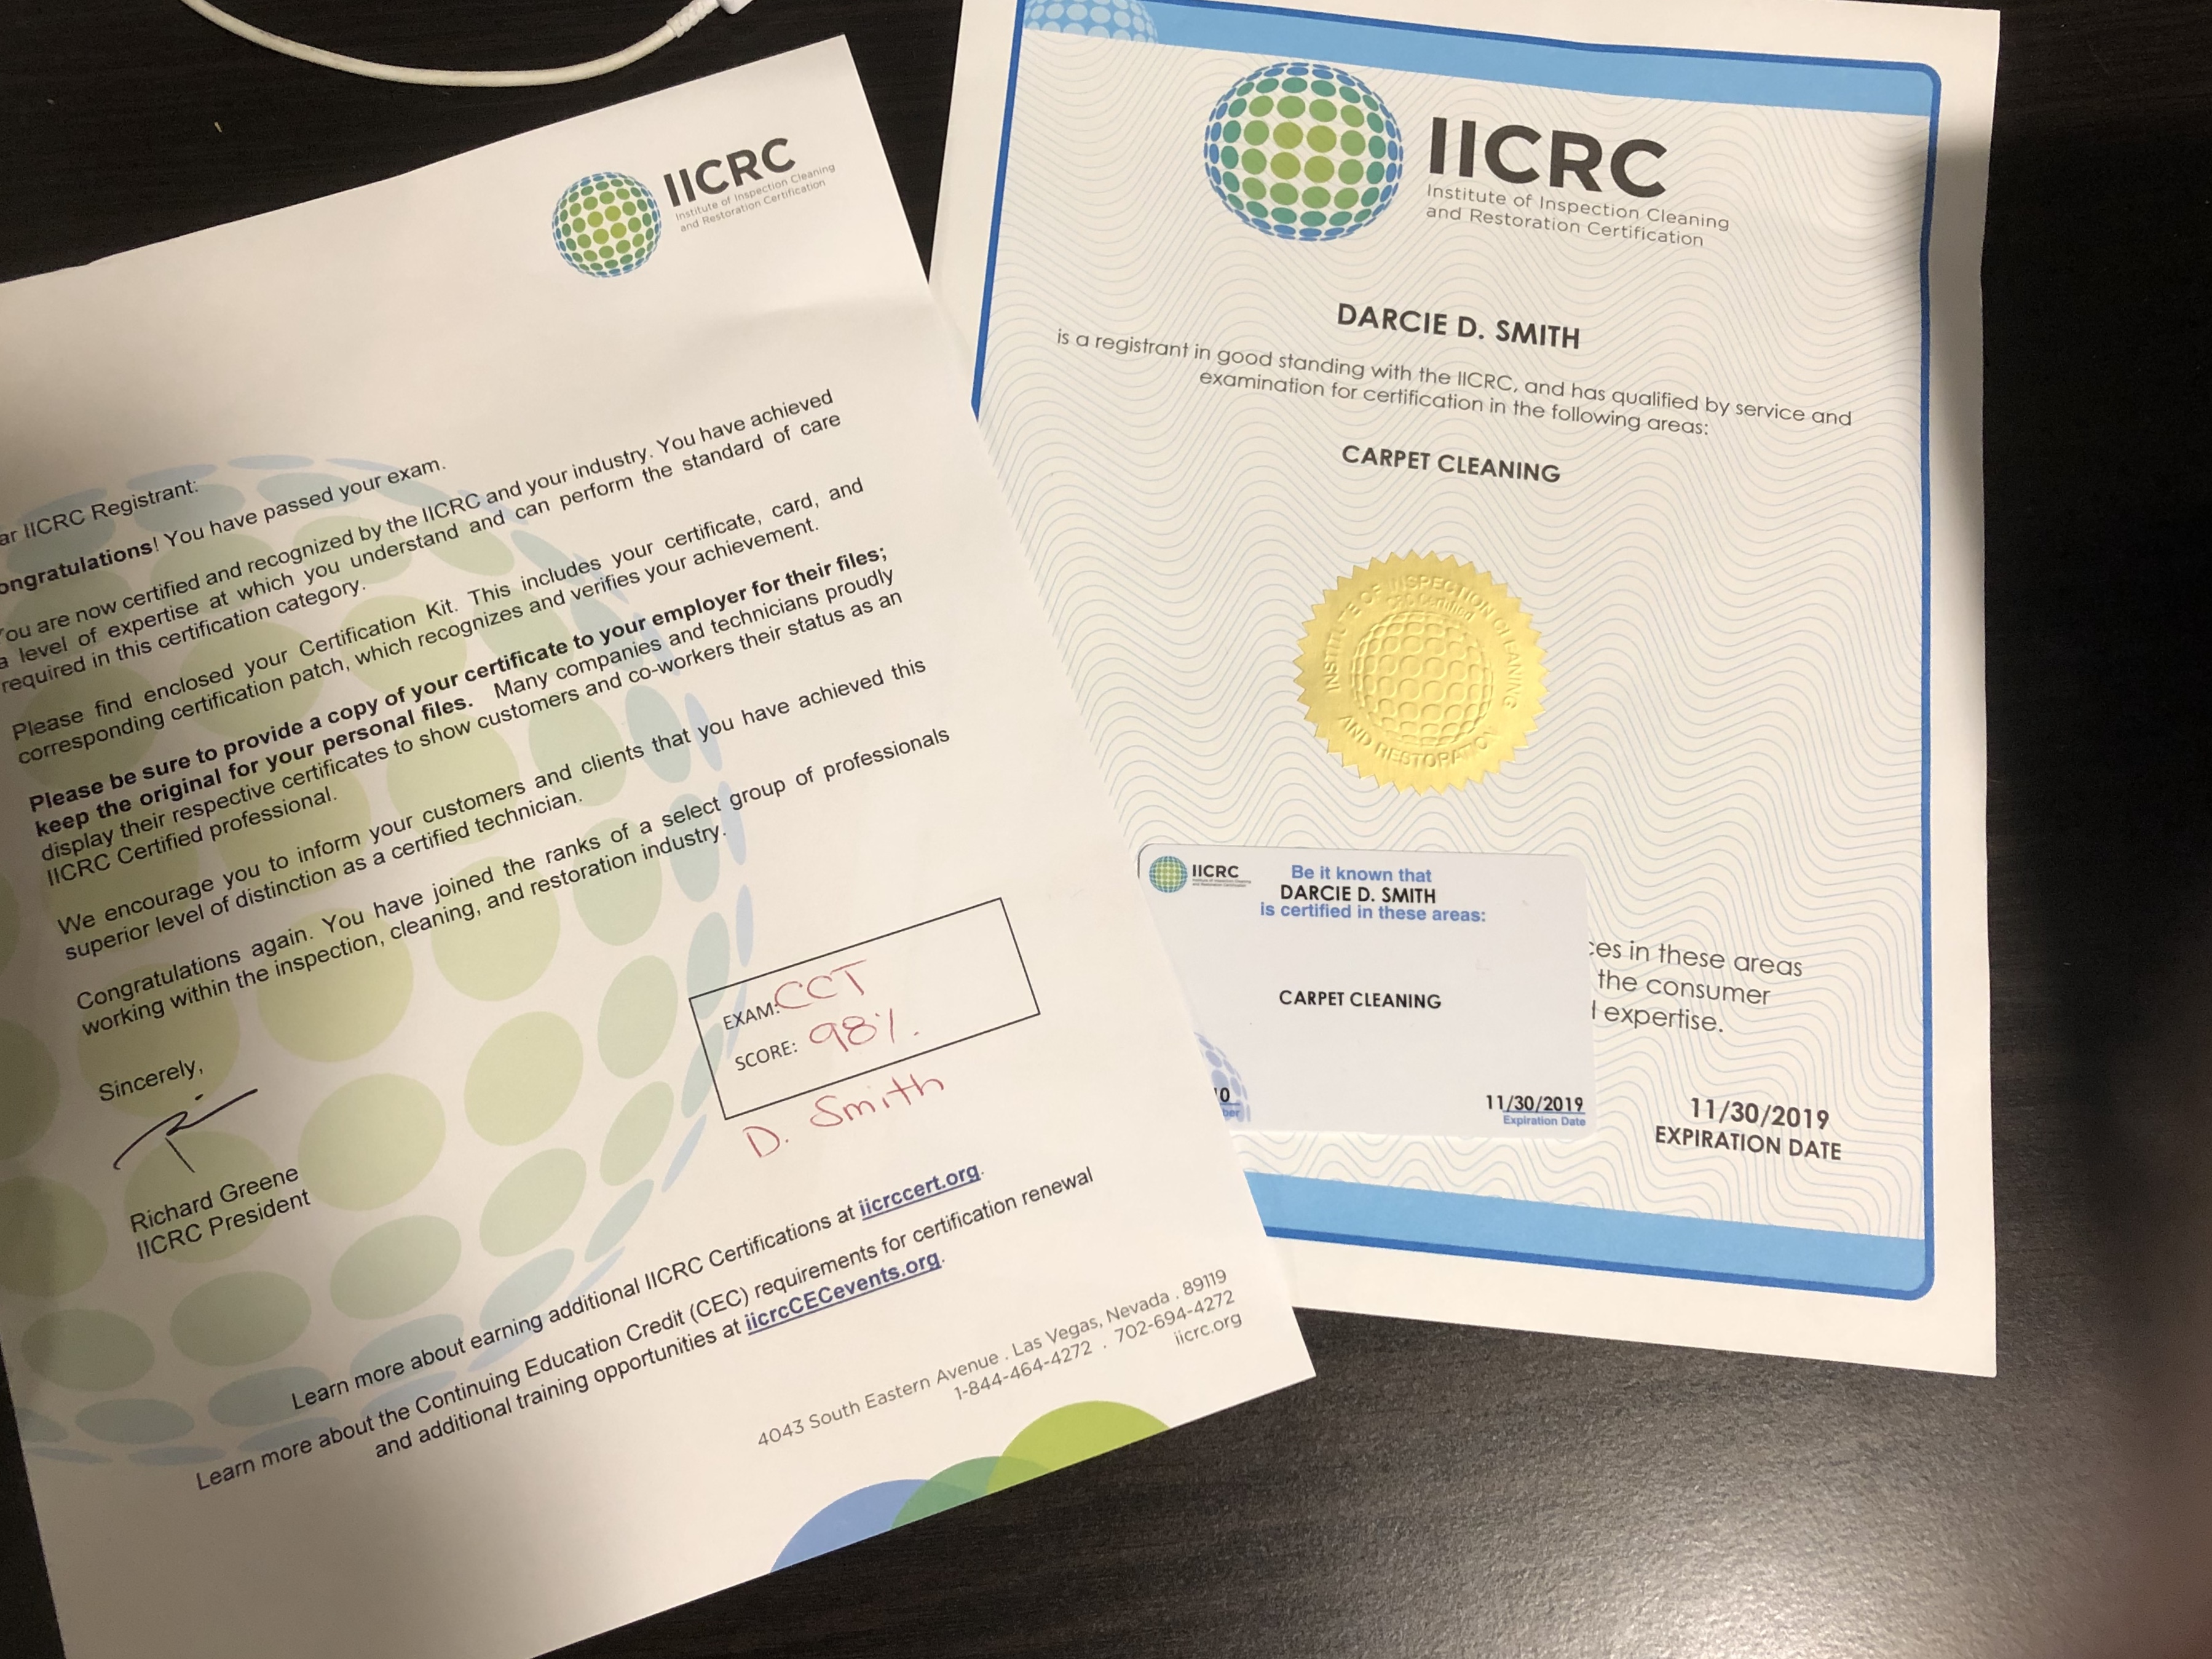 IICRC
Institute of Inspection Cleaning
and Restoration Certification
ar IICRC Registrant:
ongratulations! You have passed your exam.
You are now certified and recognized by the IICRC and your industry. You have achieved
a level of expertise at which you understand and can perform the standard of care
required in this certification category.
Please find enclosed your Certification Kit. This includes your certificate, card, and
corresponding certification patch, which recognizes and verifies your achievement.
Please be sure to provide a copy of your certificate to your employer for their files;
keep the original for your personal files. Many companies and technicians proudly
display their respective certificates to show customers and co-workers their status as an
IICRC Certified professional.
We encourage you to inform your customers and clients that you have achieved this
superior level of distinction as a certified technician.
Congratulations again. You have joined the ranks of a select group of professionals
working within the inspection, cleaning, and restoration industry.
Sincerely,
Richard Greene
IICRC President
EXAM: CCT
SCORE: 98%.
D. Smith
Learn more about earning additional IICRC Certifications at iicrccert.org.
Learn more about the Continuing Education Credit (CEC) requirements for certification renewal
and additional training opportunities at iicrcCECevents.org.
4043 South Eastern Avenue . Las Vegas, Nevada . 89119
1-844-464-4272 . 702-694-4272
iicrc.org
IICRC
Institute of Inspection Cleaning
and Restoration Certification
DARCIE D. SMITH
is a registrant in good standing with the IICRC, and has qualified by service and
examination for certification in the following areas:
CARPET CLEANING
INSTITUTE OF INSPECTION CLEANING
AND RESTORATION
ces in these areas
the consumer
expertise.
11/30/2019
EXPIRATION DATE
IICRC
Be it known that
DARCIE D. SMITH
is certified in these areas:
CARPET CLEANING
0
ber
11/30/2019
Expiration Date